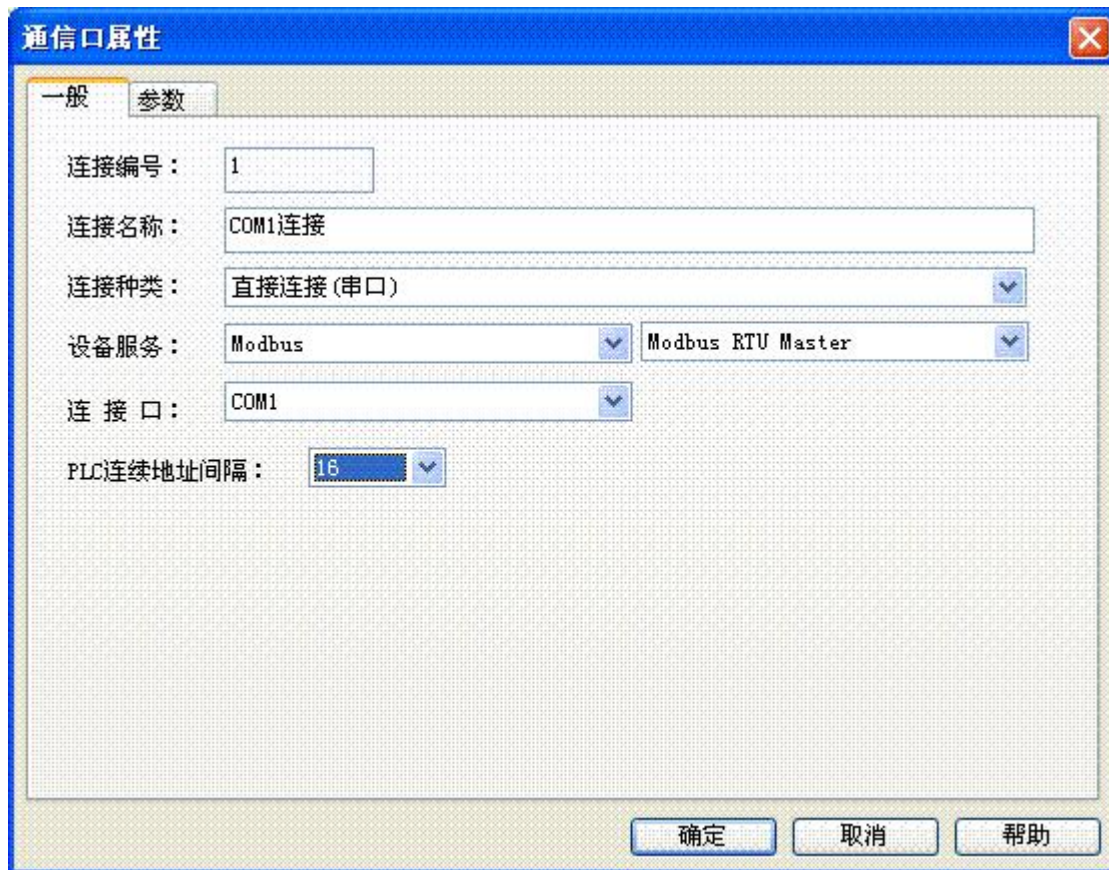 通信口属性
一般 参数
连接编号： 1
连接名称： COM1连接
连接种类： 直接连接(串口)
设备服务： Modbus Modbus RTU Master
连 接 口： COM1
PLC连续地址间隔： 16
确定 取消 帮助